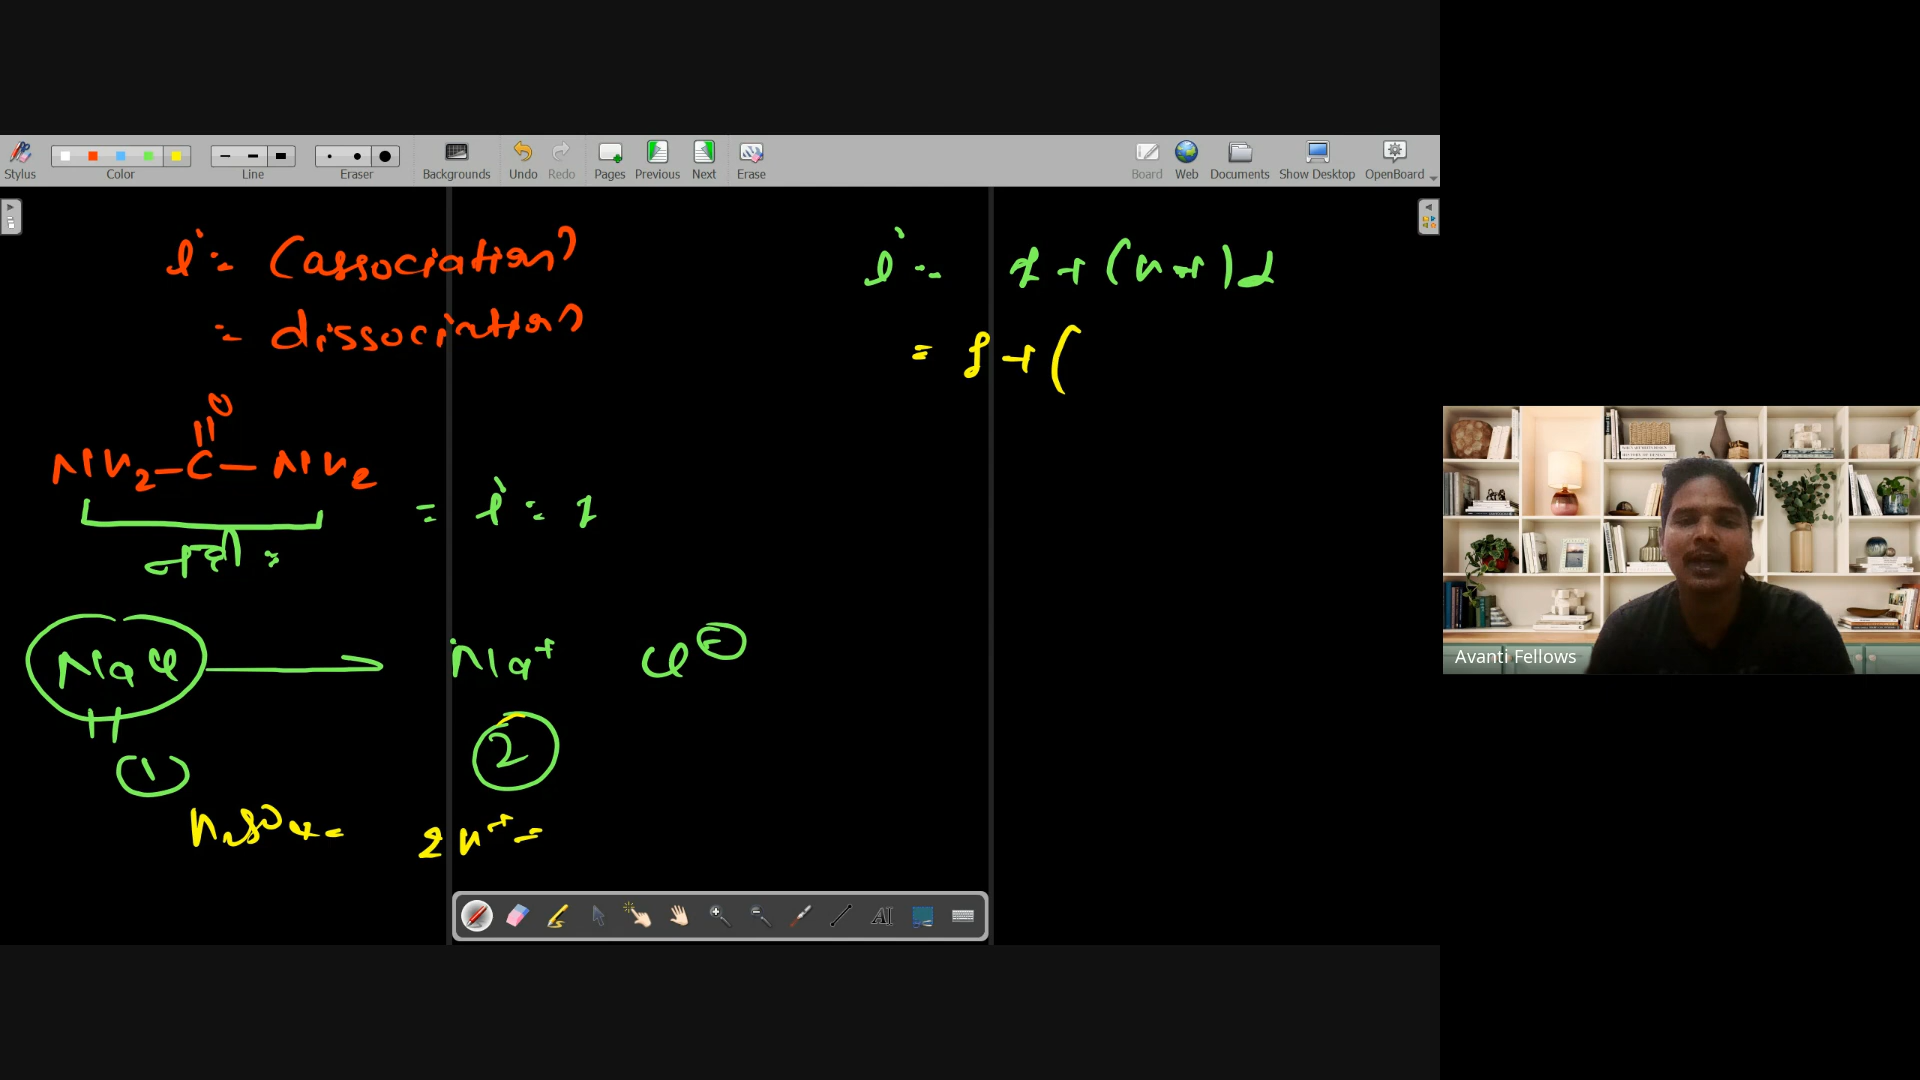 Stylus
Color
Line
Eraser
Backgrounds
Undo
Redo
Pages
Previous
Next
Erase
Board
Web
Documents
Show Desktop
OpenBoard
i = (association)
= dissociation)
i = 1 + (n-1)α
= 1 + (
O
NH2-C-NH2
= i = 1
नही :
NaCl → Na+ Cl⊖
(1)
2
H2SO4 = 2H+ =
Avanti Fellows